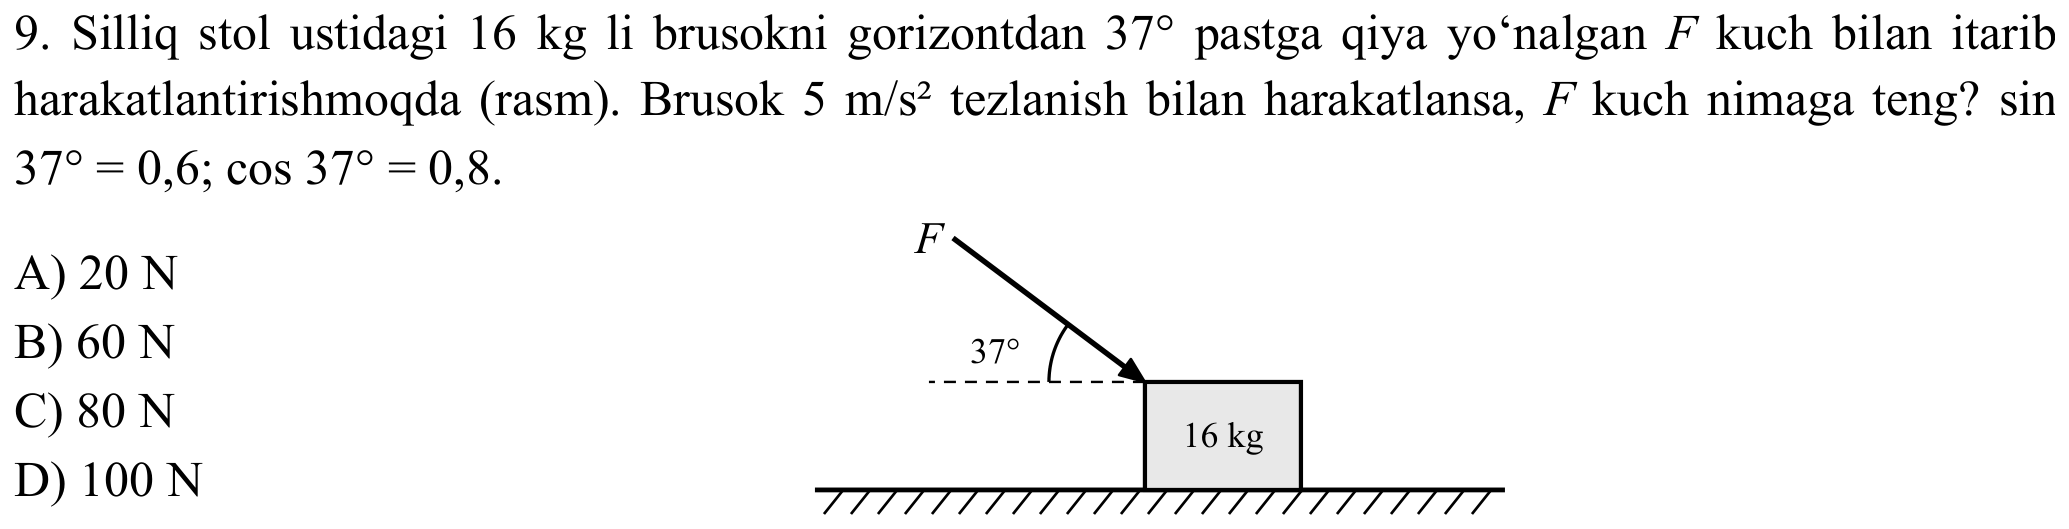 9. Silliq stol ustidagi 16 kg li brusokni gorizontdan 37° pastga qiya yo‘nalgan F kuch bilan itarib
harakatlantirishmoqda (rasm). Brusok 5 m/s² tezlanish bilan harakatlansa, F kuch nimaga teng? sin
37° = 0,6; cos 37° = 0,8.
A) 20 N
B) 60 N
C) 80 N
D) 100 N
F
37°
16 kg